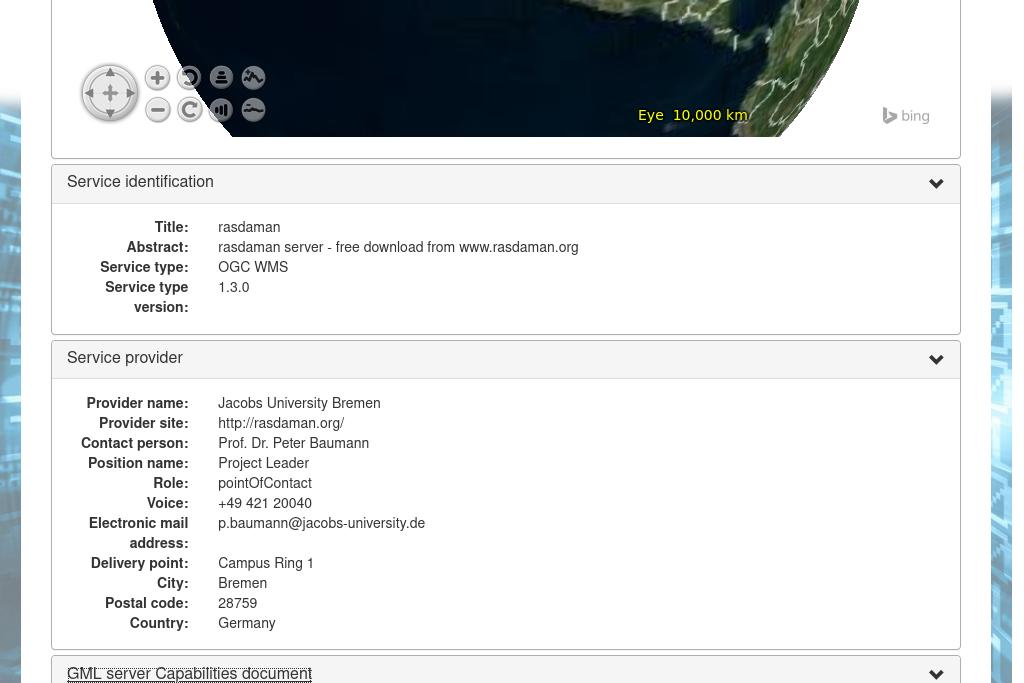 Eye 10,000 km
bing
Service identification
Title: rasdaman
Abstract: rasdaman server - free download from www.rasdaman.org
Service type: OGC WMS
Service type version: 1.3.0
Service provider
Provider name: Jacobs University Bremen
Provider site: http://rasdaman.org/
Contact person: Prof. Dr. Peter Baumann
Position name: Project Leader
Role: pointOfContact
Voice: +49 421 20040
Electronic mail address: p.baumann@jacobs-university.de
Delivery point: Campus Ring 1
City: Bremen
Postal code: 28759
Country: Germany
GML server Capabilities document